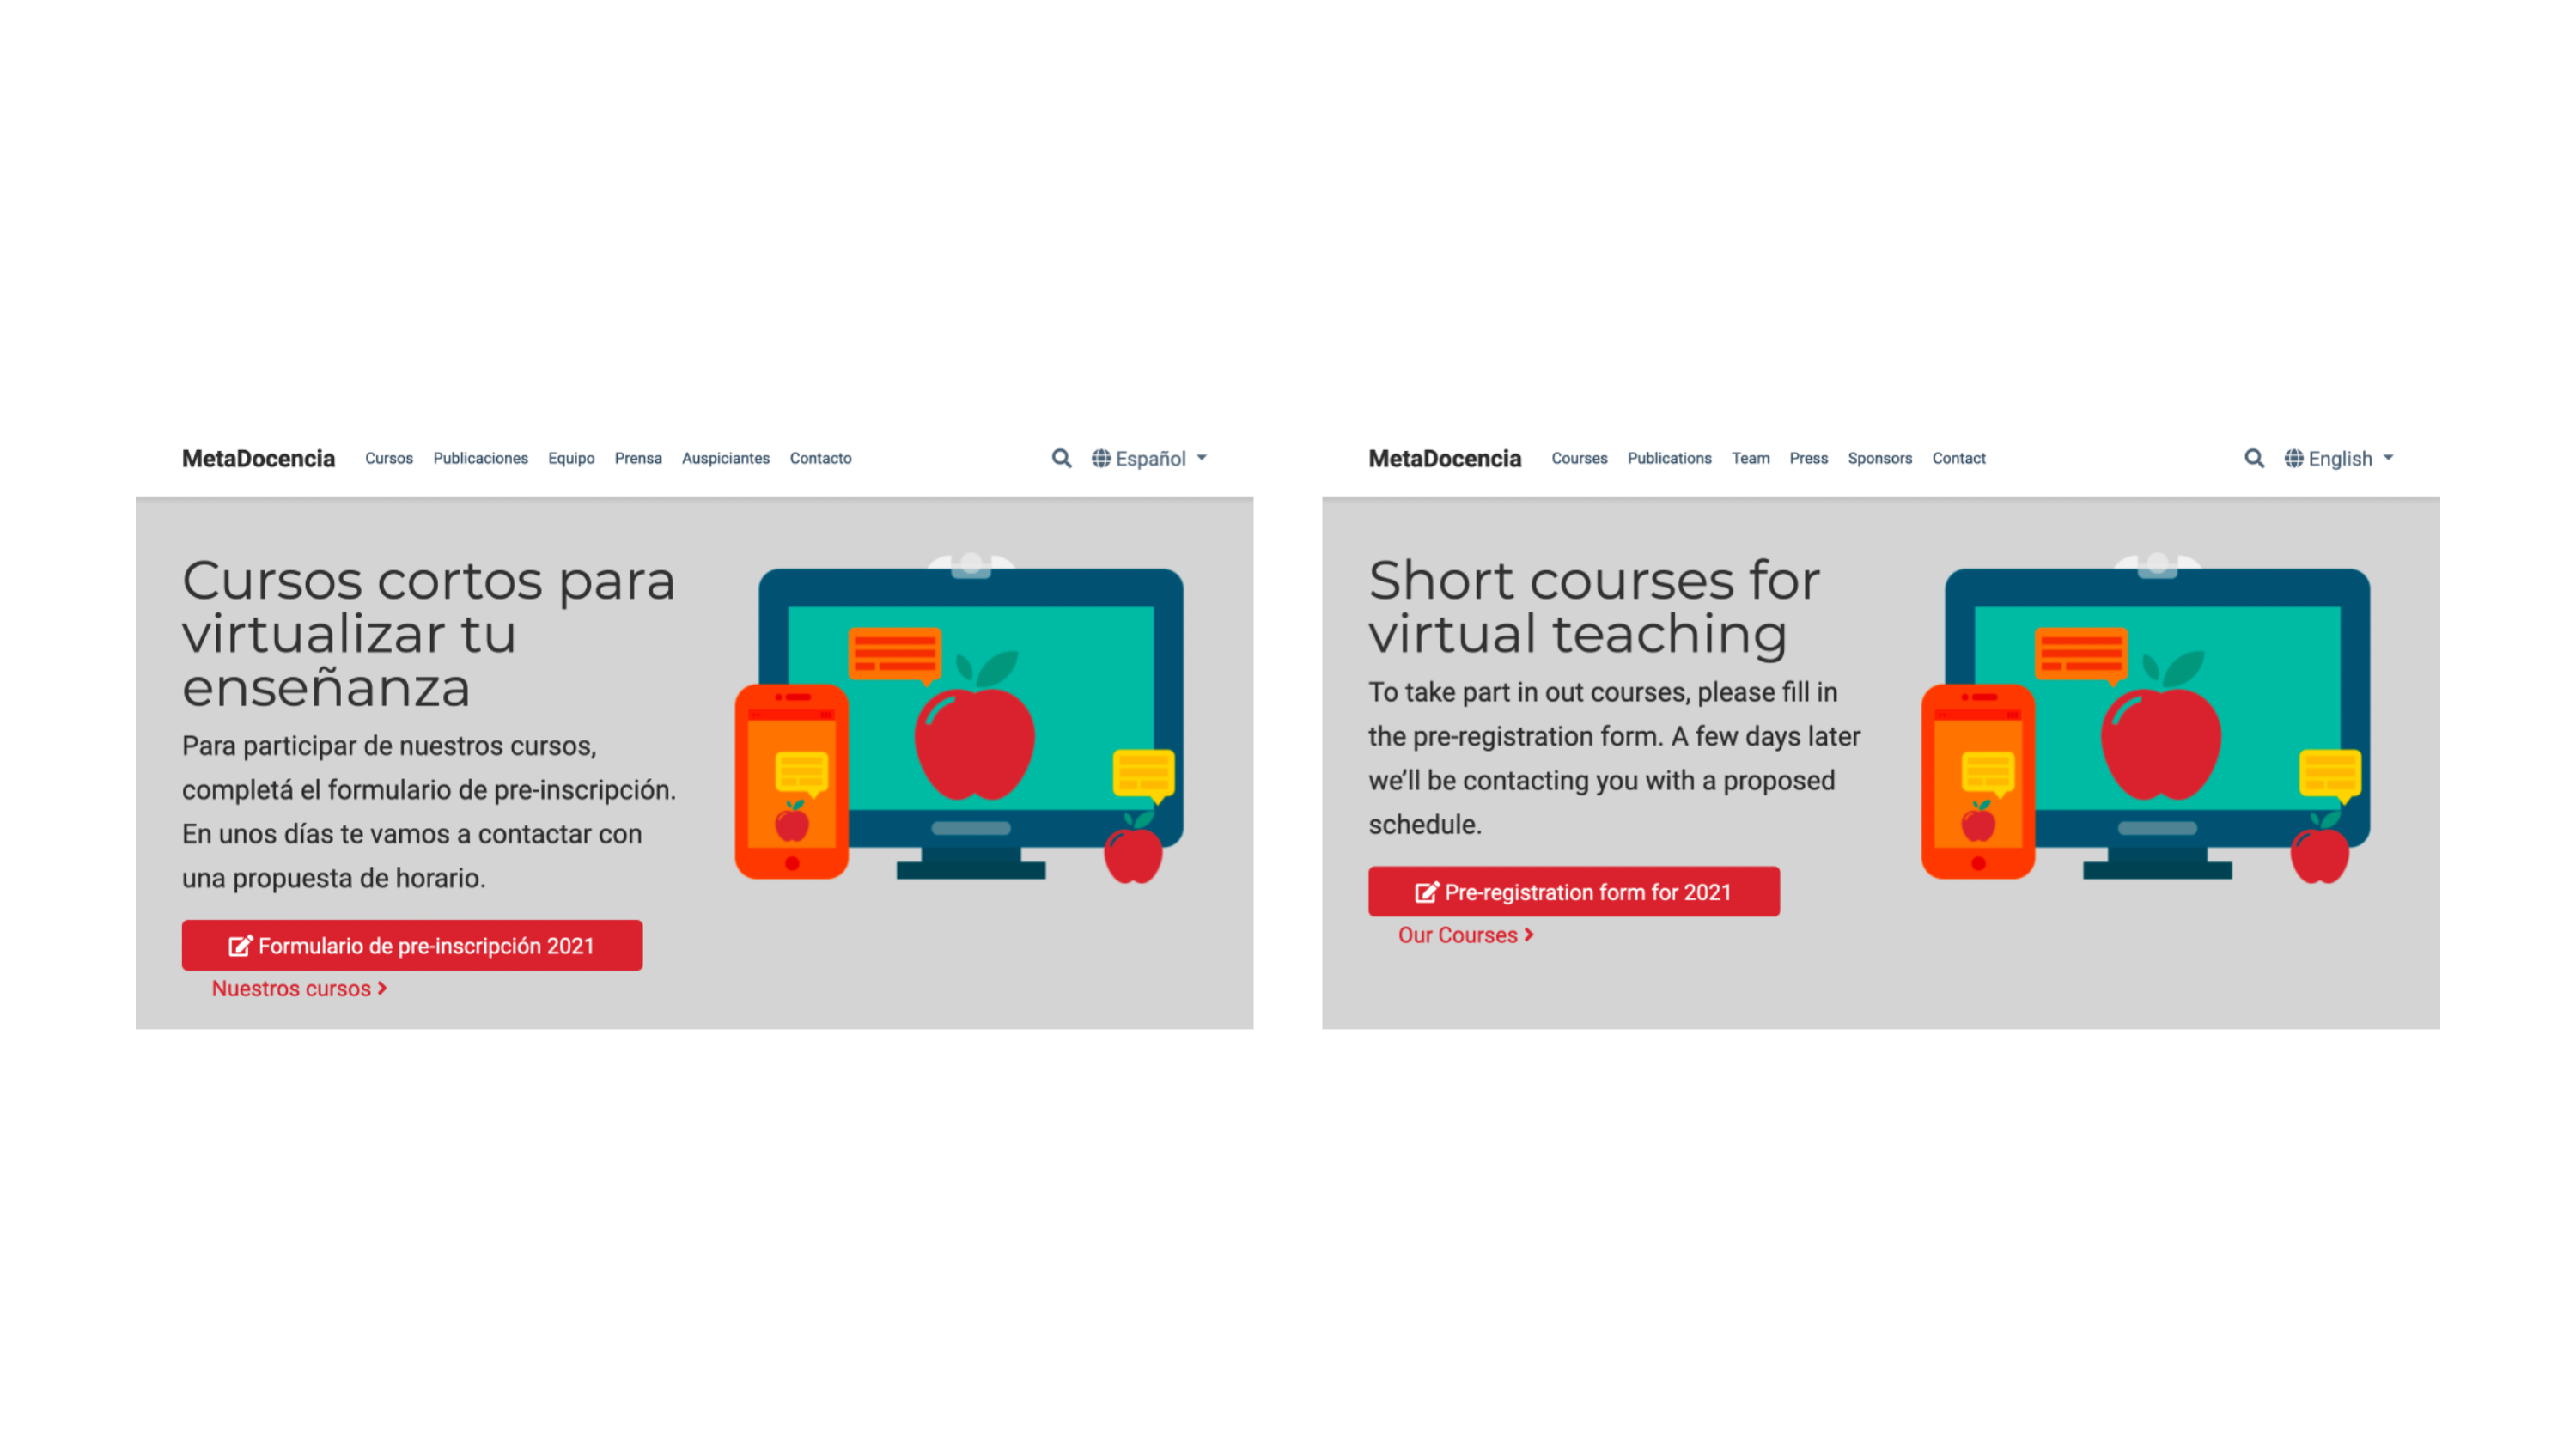 MetaDocencia Cursos Publicaciones Equipo Prensa Auspiciantes Contacto Español
Cursos cortos para
virtualizar tu
enseñanza
Para participar de nuestros cursos,
completá el formulario de pre-inscripción.
En unos días te vamos a contactar con
una propuesta de horario.
Formulario de pre-inscripción 2021
Nuestros cursos
MetaDocencia Courses Publications Team Press Sponsors Contact English
Short courses for
virtual teaching
To take part in out courses, please fill in
the pre-registration form. A few days later
we’ll be contacting you with a proposed
schedule.
Pre-registration form for 2021
Our Courses